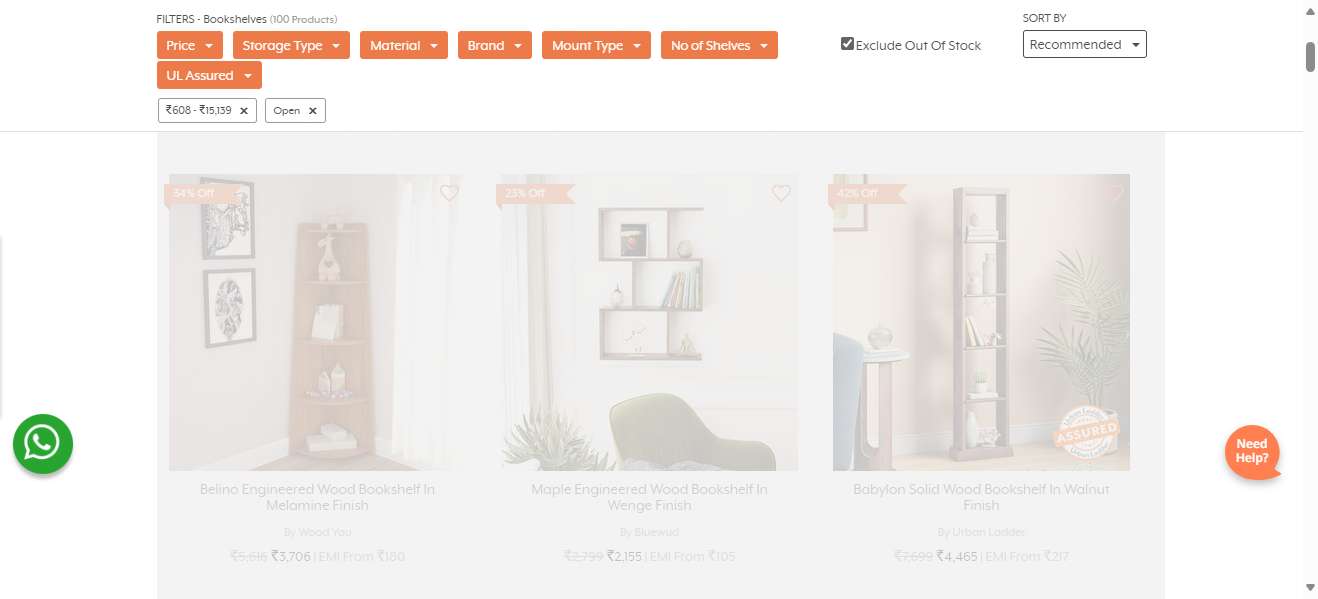 FILTERS - Bookshelves (100 Products)
SORT BY
Price
Storage Type
Material
Brand
Mount Type
No of Shelves
Exclude Out Of Stock
Recommended
UL Assured
₹608 - ₹15,139 ×
Open ×
34% Off
23% Off
42% Off
Urban Ladder
ASSURED
Urban Ladder
Need
Help?
Belino Engineered Wood Bookshelf In
Melamine Finish
By Wood You
₹5,616 ₹3,706 | EMI From ₹180
Maple Engineered Wood Bookshelf In
Wenge Finish
By Bluewud
₹2,799 ₹2,155 | EMI From ₹105
Babylon Solid Wood Bookshelf In Walnut
Finish
By Urban Ladder
₹7,699 ₹4,465 | EMI From ₹217